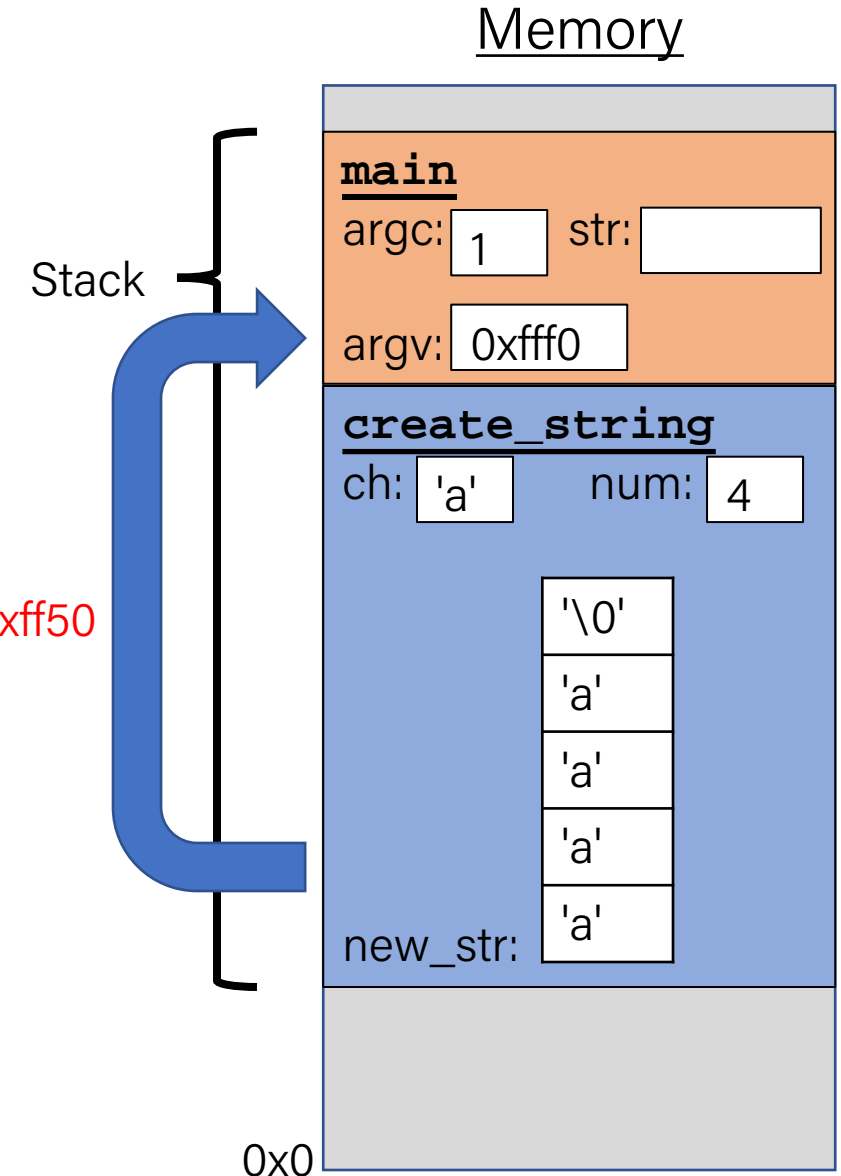 Memory
main
argc: 1 str:
Stack
argv: 0xfff0
create_string
ch: 'a' num: 4
'\0'
xff50
'a'
'a'
'a'
'a'
new_str:
0x0